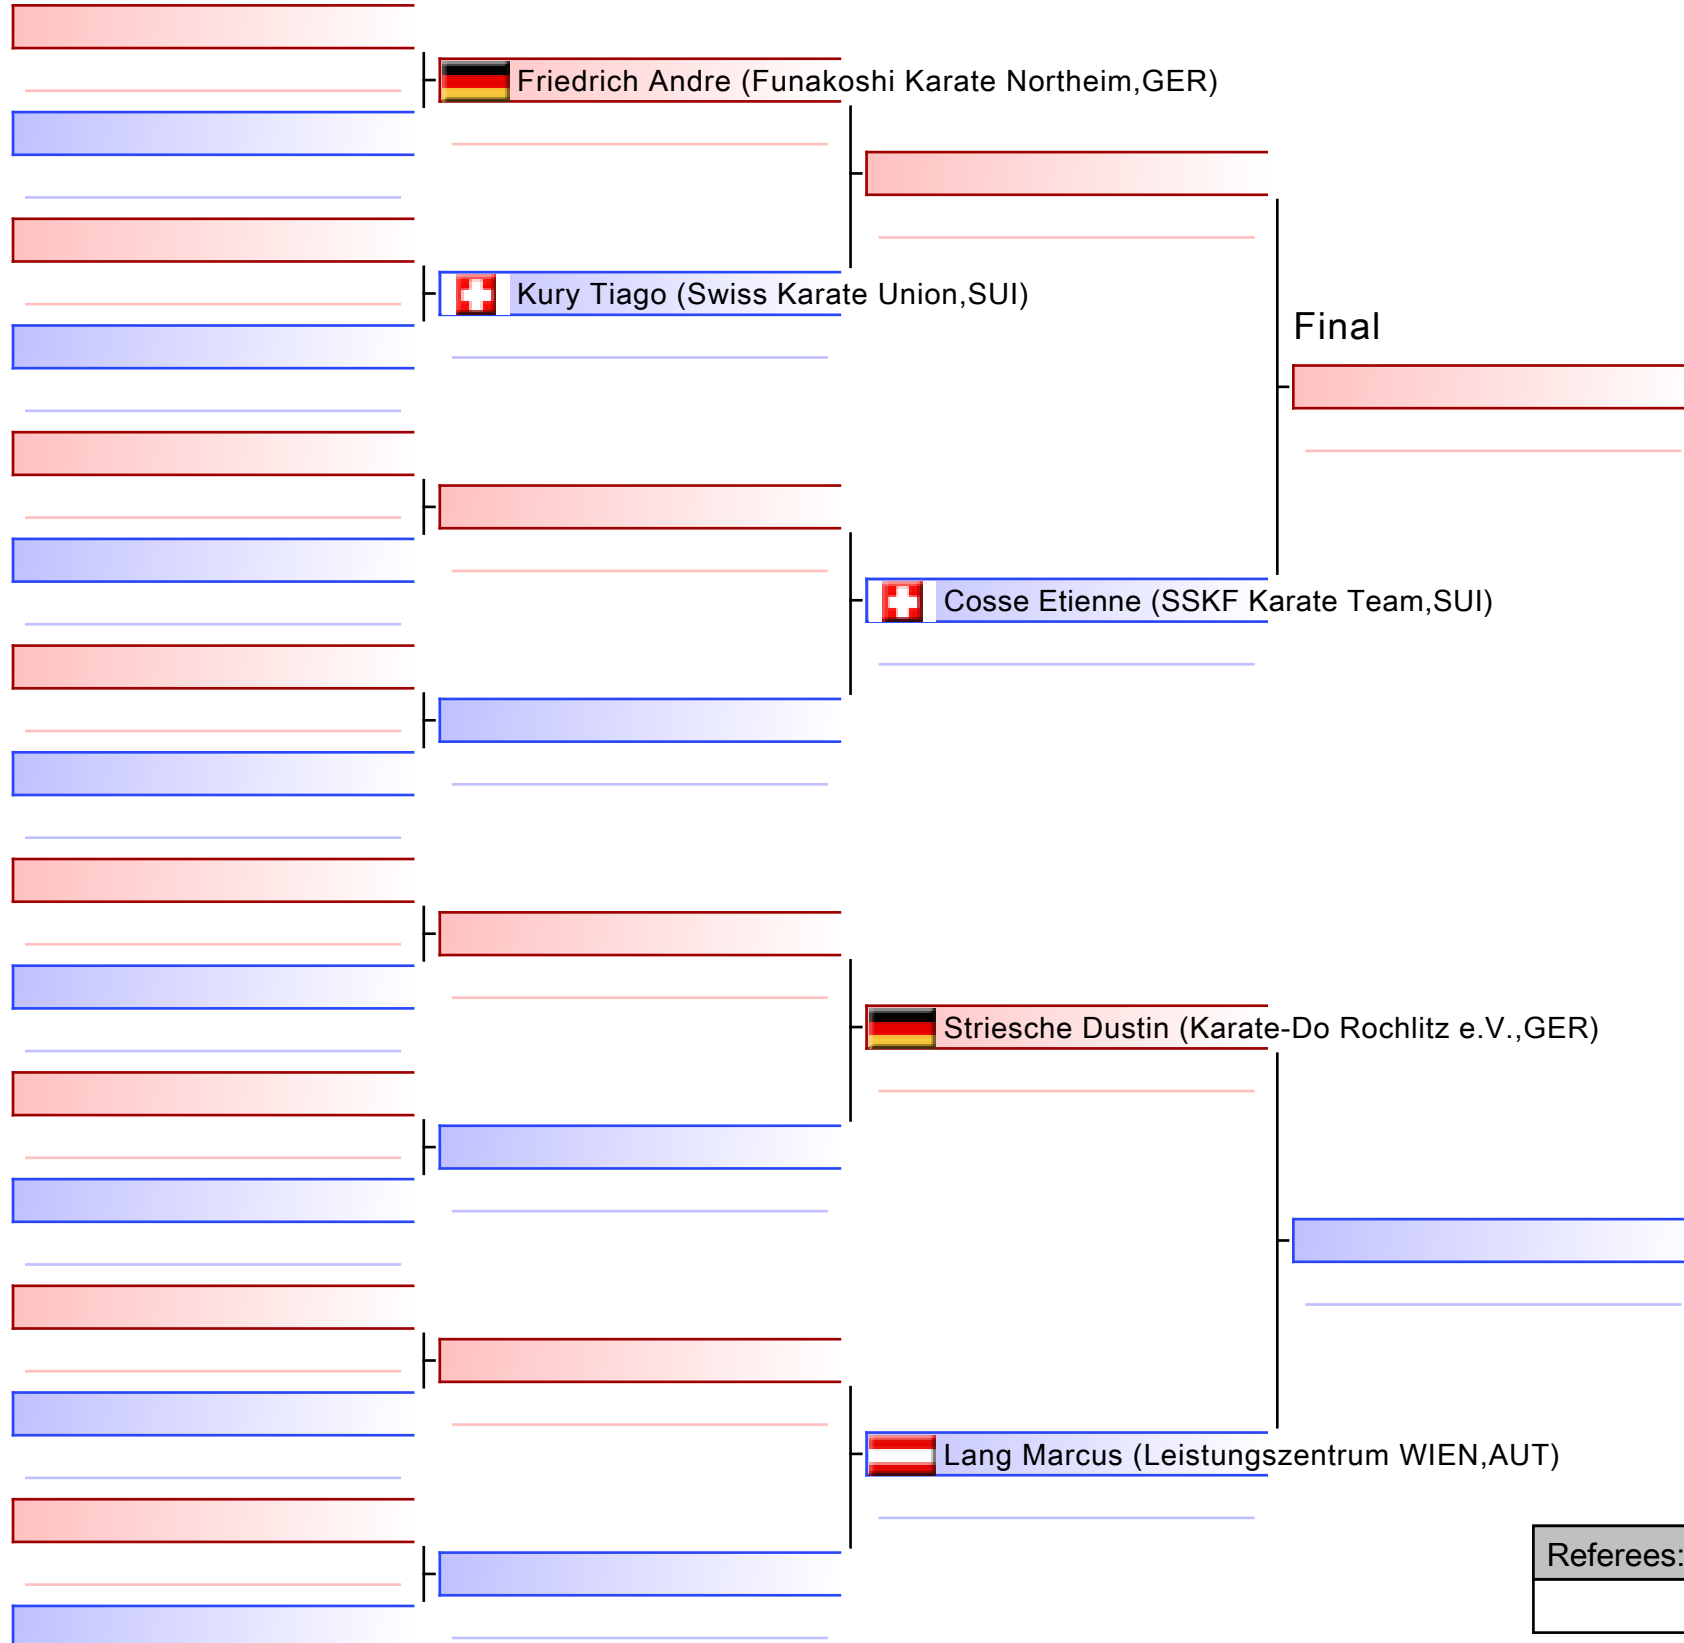 Friedrich Andre (Funakoshi Karate Northeim,GER)
Kury Tiago (Swiss Karate Union,SUI)
Final
Cosse Etienne (SSKF Karate Team,SUI)
Striesche Dustin (Karate-Do Rochlitz e.V.,GER)
Lang Marcus (Leistungszentrum WIEN,AUT)
Referees: